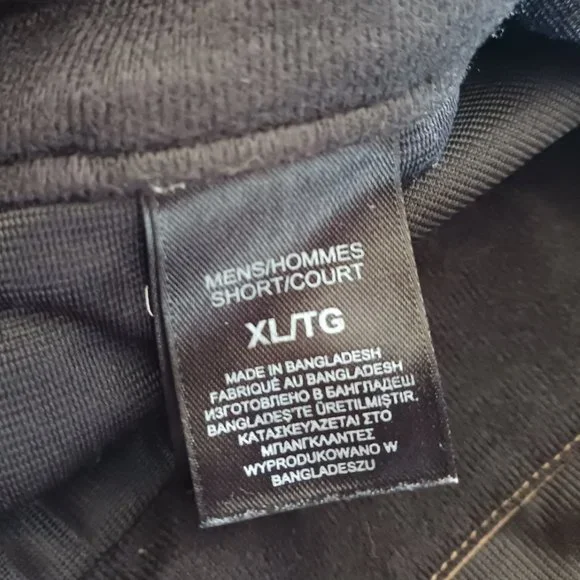 MENS/HOMMES
SHORT/COURT
XL/TG
MADE IN BANGLADESH
FABRIQUÉ AU BANGLADESH
ИЗГОТОВЛЕНО В БАНГЛАДЕШ
BANGLADEŞ'TE ÜRETILMIŞTIR.
ΚΑΤΑΣΚΕΥΑΖΕΤΑΙ ΣΤΟ
ΜΠΑΝΓΚΛΑΝΤΕΣ
WYPRODUKOWANO W
BANGLADESZU